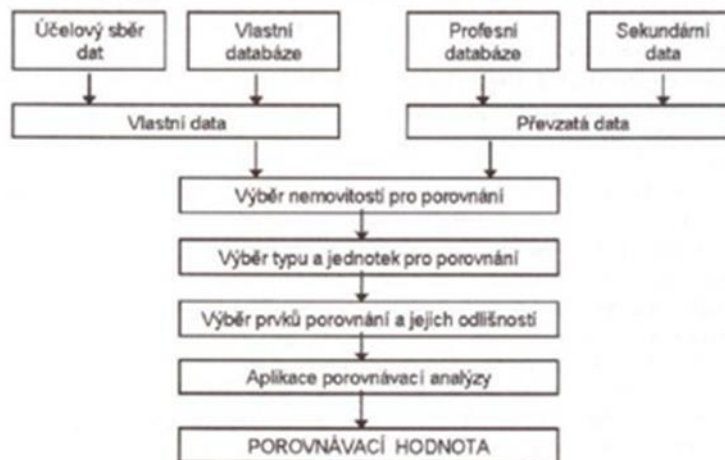 Účelový sběr
dat
Vlastní
databáze
Profesní
databáze
Sekundární
data
Vlastní data
Převzatá data
Výběr nemovitostí pro porovnání
Výběr typu a jednotek pro porovnání
Výběr prvků porovnání a jejich odlišností
Aplikace porovnávací analýzy
POROVNÁVACÍ HODNOTA